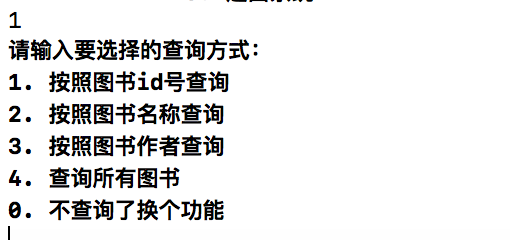 1
请输入要选择的查询方式：
1. 按照图书id号查询
2. 按照图书名称查询
3. 按照图书作者查询
4. 查询所有图书
0. 不查询了换个功能